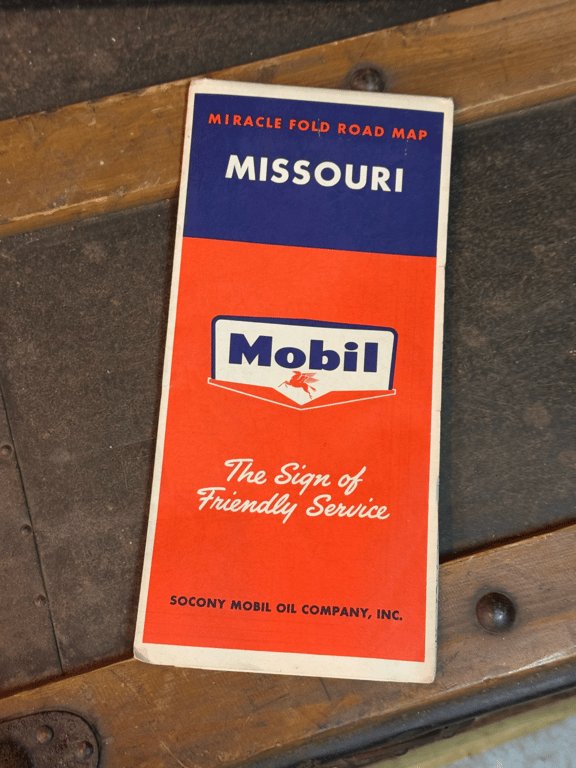 MIRACLE FOLD ROAD MAP
MISSOURI
Mobil
The Sign of
Friendly Service
SOCONY MOBIL OIL COMPANY, INC.